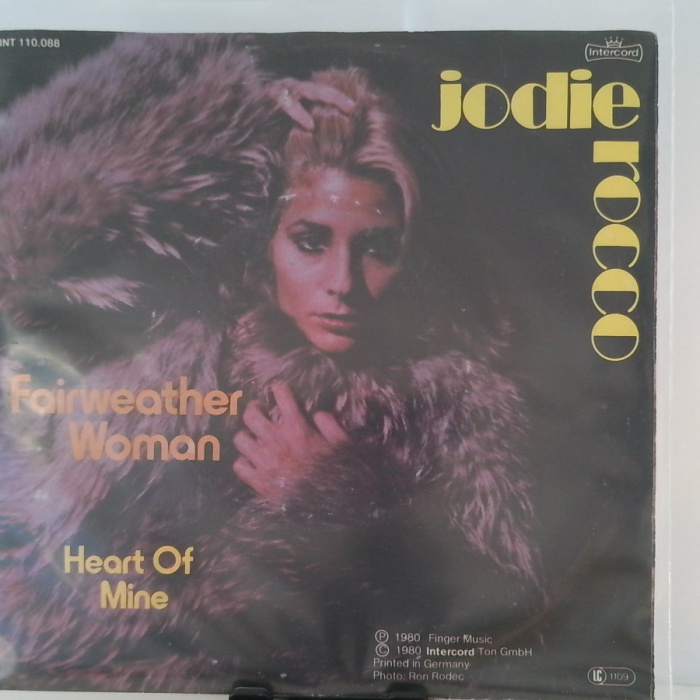 INT 110.088
Intercord
jodie
rocco
Fairweather
Woman
Heart Of
Mine
Ⓟ 1980 Finger Music
© 1980 Intercord Ton GmbH
Printed in Germany
Photo: Ron Rodec
LC 1109